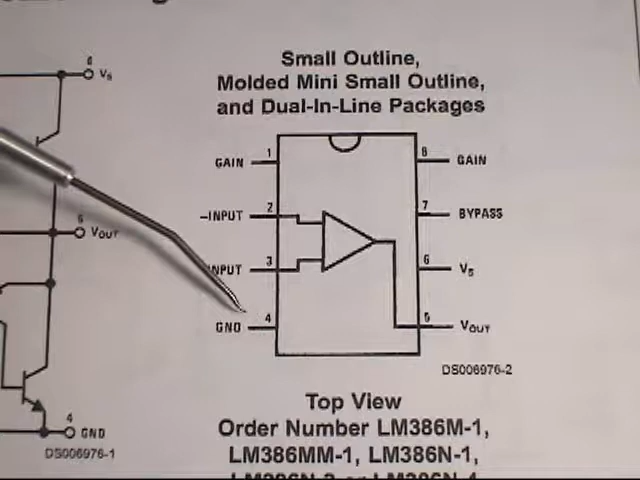 Small Outline,
Molded Mini Small Outline,
and Dual-In-Line Packages
6
VS
1
GAIN
8
GAIN
2
–INPUT
7
BYPASS
6
VOUT
3
INPUT
6
VS
4
GND
5
VOUT
DS006976-2
4
GND
DS006976-1
Top View
Order Number LM386M-1,
LM386MM-1, LM386N-1,